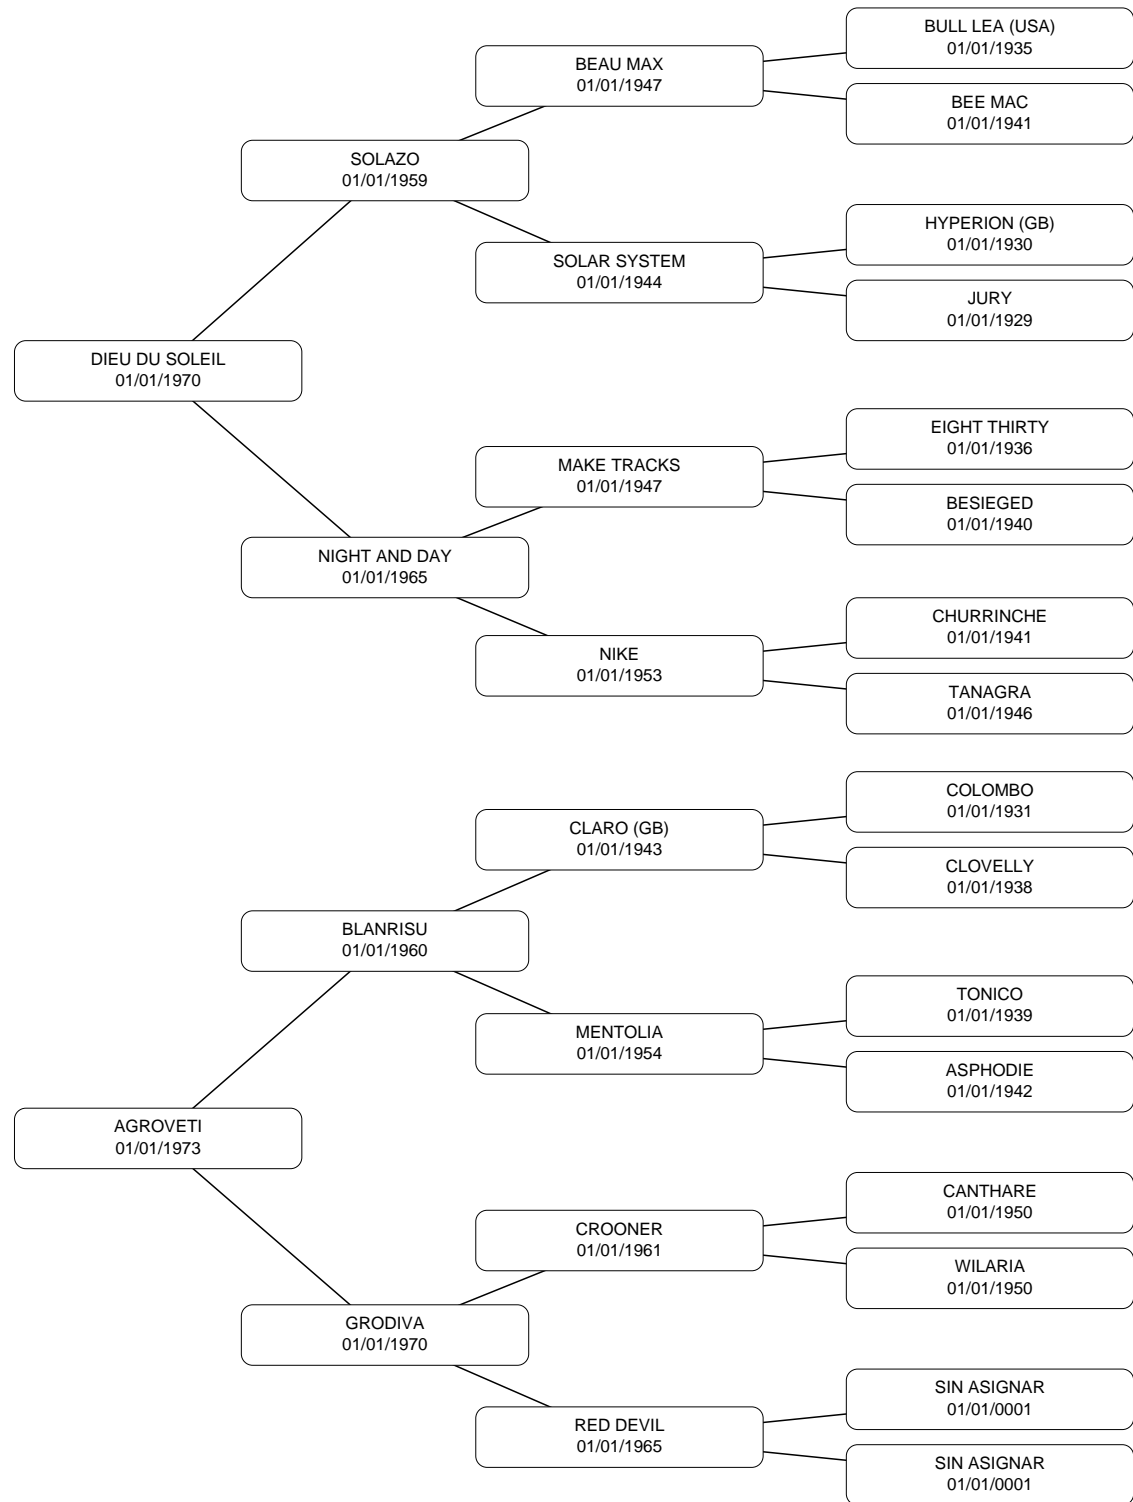 BULL LEA (USA)
01/01/1935
BEAU MAX
01/01/1947
BEE MAC
01/01/1941
SOLAZO
01/01/1959
HYPERION (GB)
01/01/1930
SOLAR SYSTEM
01/01/1944
JURY
01/01/1929
DIEU DU SOLEIL
01/01/1970
EIGHT THIRTY
01/01/1936
MAKE TRACKS
01/01/1947
BESIEGED
01/01/1940
NIGHT AND DAY
01/01/1965
CHURRINCHE
01/01/1941
NIKE
01/01/1953
TANAGRA
01/01/1946
COLOMBO
01/01/1931
CLARO (GB)
01/01/1943
CLOVELLY
01/01/1938
BLANRISU
01/01/1960
TONICO
01/01/1939
MENTOLIA
01/01/1954
ASPHODIE
01/01/1942
AGROVETI
01/01/1973
CANTHARE
01/01/1950
CROONER
01/01/1961
WILARIA
01/01/1950
GRODIVA
01/01/1970
SIN ASIGNAR
01/01/0001
RED DEVIL
01/01/1965
SIN ASIGNAR
01/01/0001